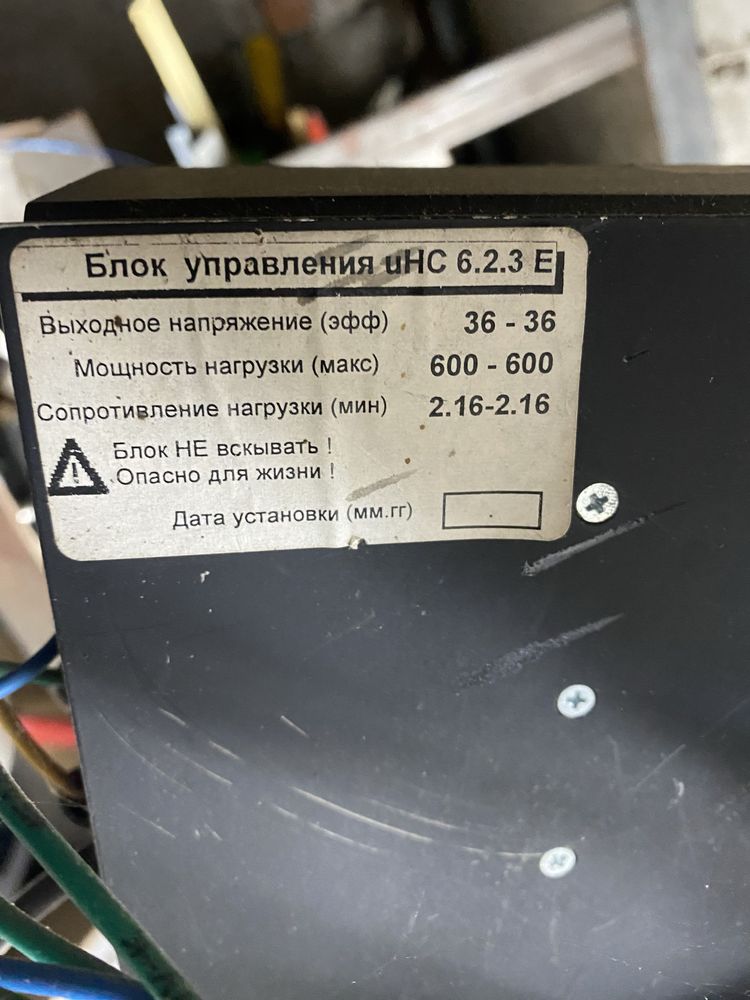 Блок управления uHC 6.2.3 E
Выходное напряжение (эфф) 36 - 36
Мощность нагрузки (макс) 600 - 600
Сопротивление нагрузки (мин) 2.16-2.16
Блок НЕ вскывать !
Опасно для жизни !
Дата установки (мм.гг) .